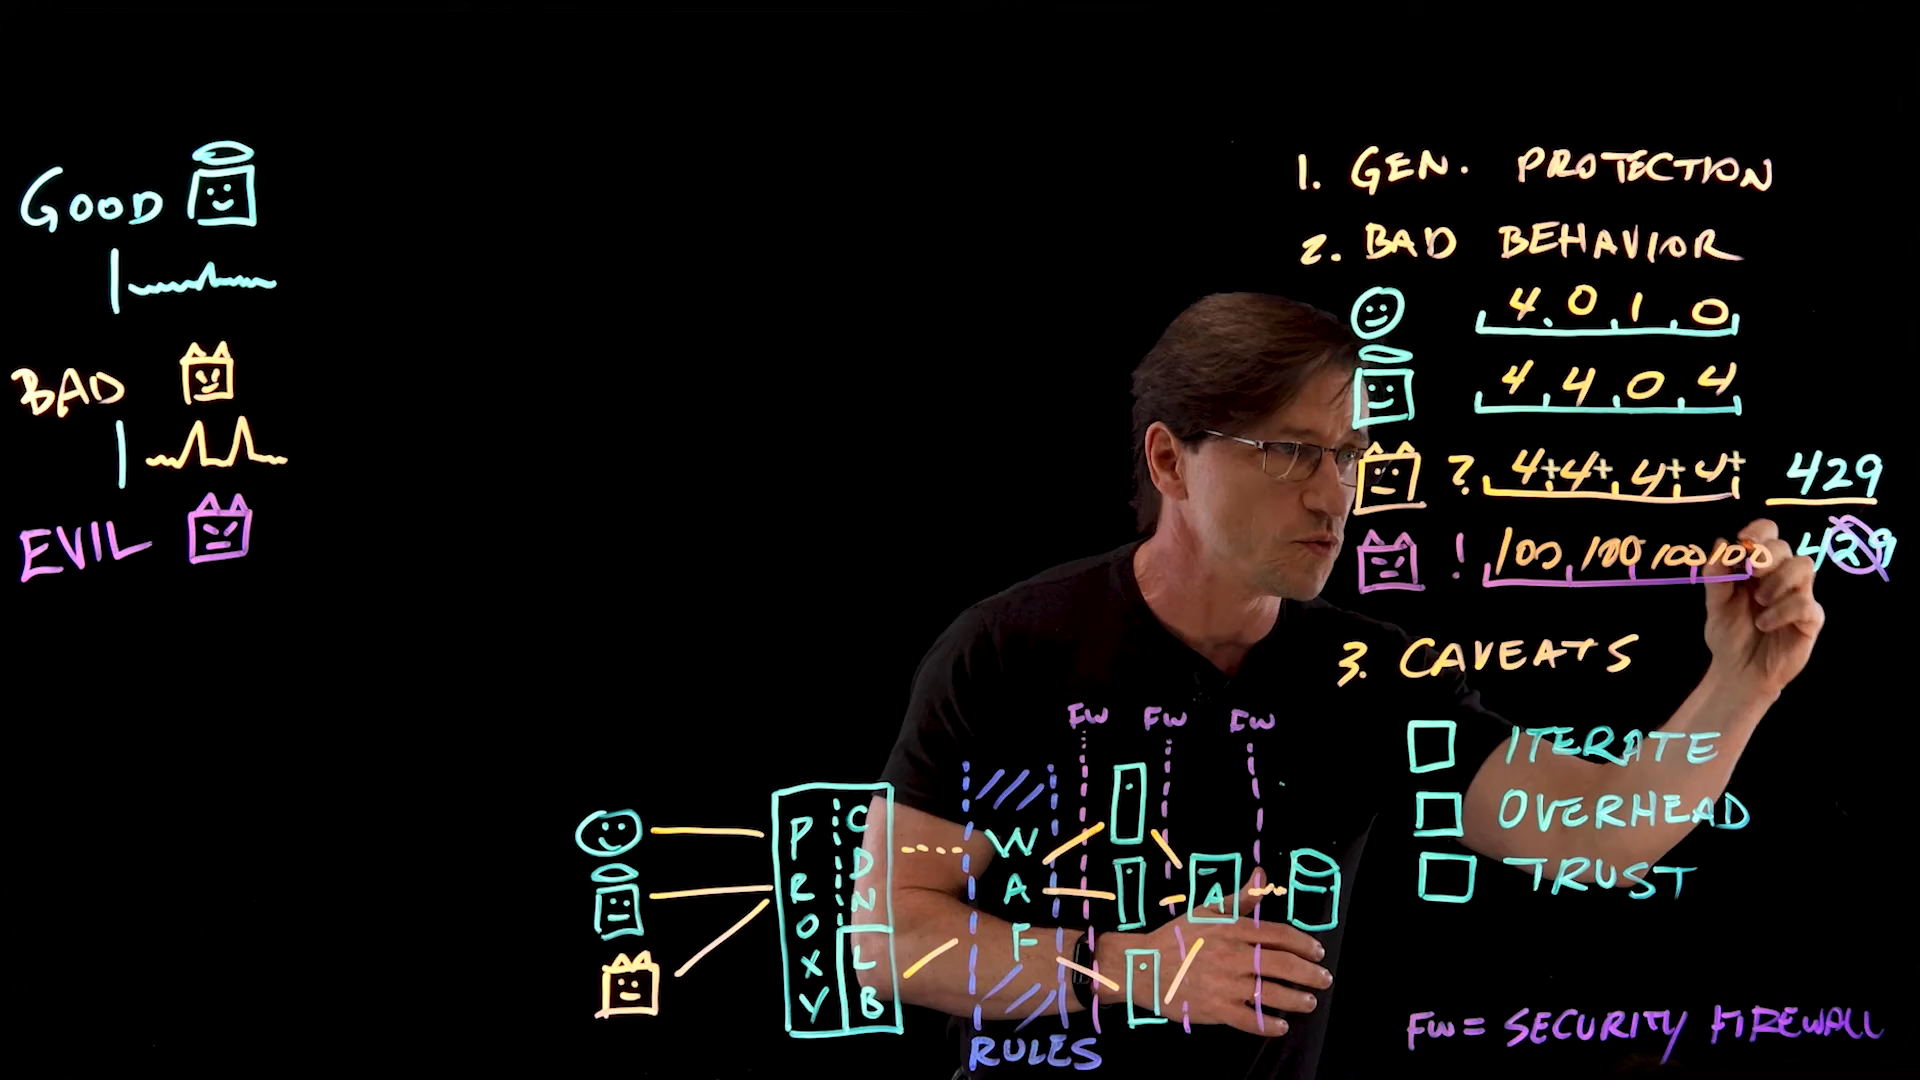 GOOD
BAD
EVIL
1. GEN. PROTECTION
2. BAD BEHAVIOR
4 0 1 0
4 4 0 4
? 4+ 4+ 4+ 4+ 429
! 100 100 100 100 429
3. CAVEATS
ITERATE
OVERHEAD
TRUST
FW FW FW
PROXY
CDN
LB
WAF
A
RULES
FW = SECURITY FIREWALL